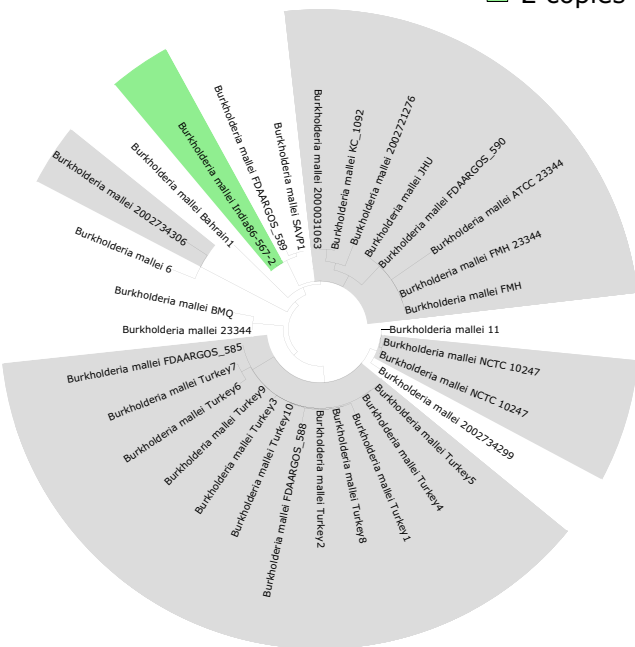 2 copies
Burkholderia mallei 2000031063
Burkholderia mallei KC_1092
Burkholderia mallei 2002721276
Burkholderia mallei JHU
Burkholderia mallei FDAARGOS_590
Burkholderia mallei ATCC 23344
Burkholderia mallei FMH 23344
Burkholderia mallei FMH
Burkholderia mallei 11
Burkholderia mallei NCTC 10247
Burkholderia mallei NCTC 10247
Burkholderia mallei 2002734299
Burkholderia mallei Turkey5
Burkholderia mallei Turkey4
Burkholderia mallei Turkey1
Burkholderia mallei Turkey8
Burkholderia mallei Turkey2
Burkholderia mallei FDAARGOS_588
Burkholderia mallei Turkey10
Burkholderia mallei Turkey3
Burkholderia mallei Turkey9
Burkholderia mallei Turkey6
Burkholderia mallei Turkey7
Burkholderia mallei FDAARGOS_585
Burkholderia mallei 23344
Burkholderia mallei BMQ
Burkholderia mallei 6
Burkholderia mallei 2002734306
Burkholderia mallei Bahrain1
Burkholderia mallei India86-567-2
Burkholderia mallei FDAARGOS_589
Burkholderia mallei SAVP1